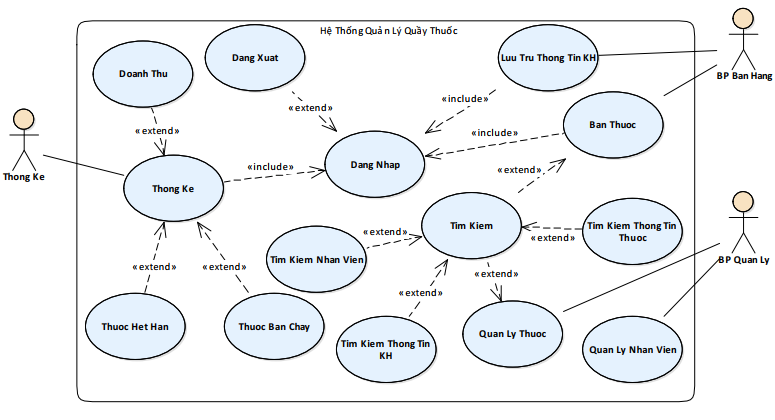 Hệ Thống Quản Lý Quầy Thuốc
Doanh Thu
Dang Xuat
Luu Tru Thong Tin KH
BP Ban Hang
«extend»
«extend»
«include»
Ban Thuoc
«include»
Thong Ke
Thong Ke
«include»
Dang Nhap
«extend»
Tim Kiem
Tim Kiem Thong Tin
Thuoc
«extend»
BP Quan Ly
Tim Kiem Nhan Vien
«extend»
«extend»
«extend»
«extend»
«extend»
Thuoc Het Han
Thuoc Ban Chay
Tim Kiem Thong Tin
KH
Quan Ly Thuoc
Quan Ly Nhan Vien